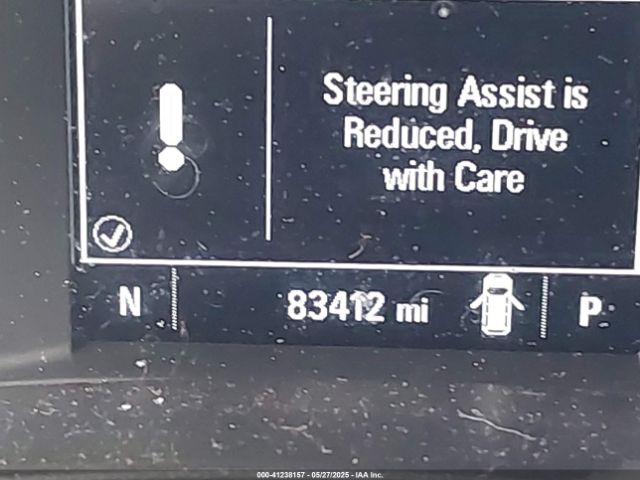 Steering Assist is
Reduced, Drive
with Care
N
83412 mi
P
000-41238157 - 05/27/2025 - IAA Inc.